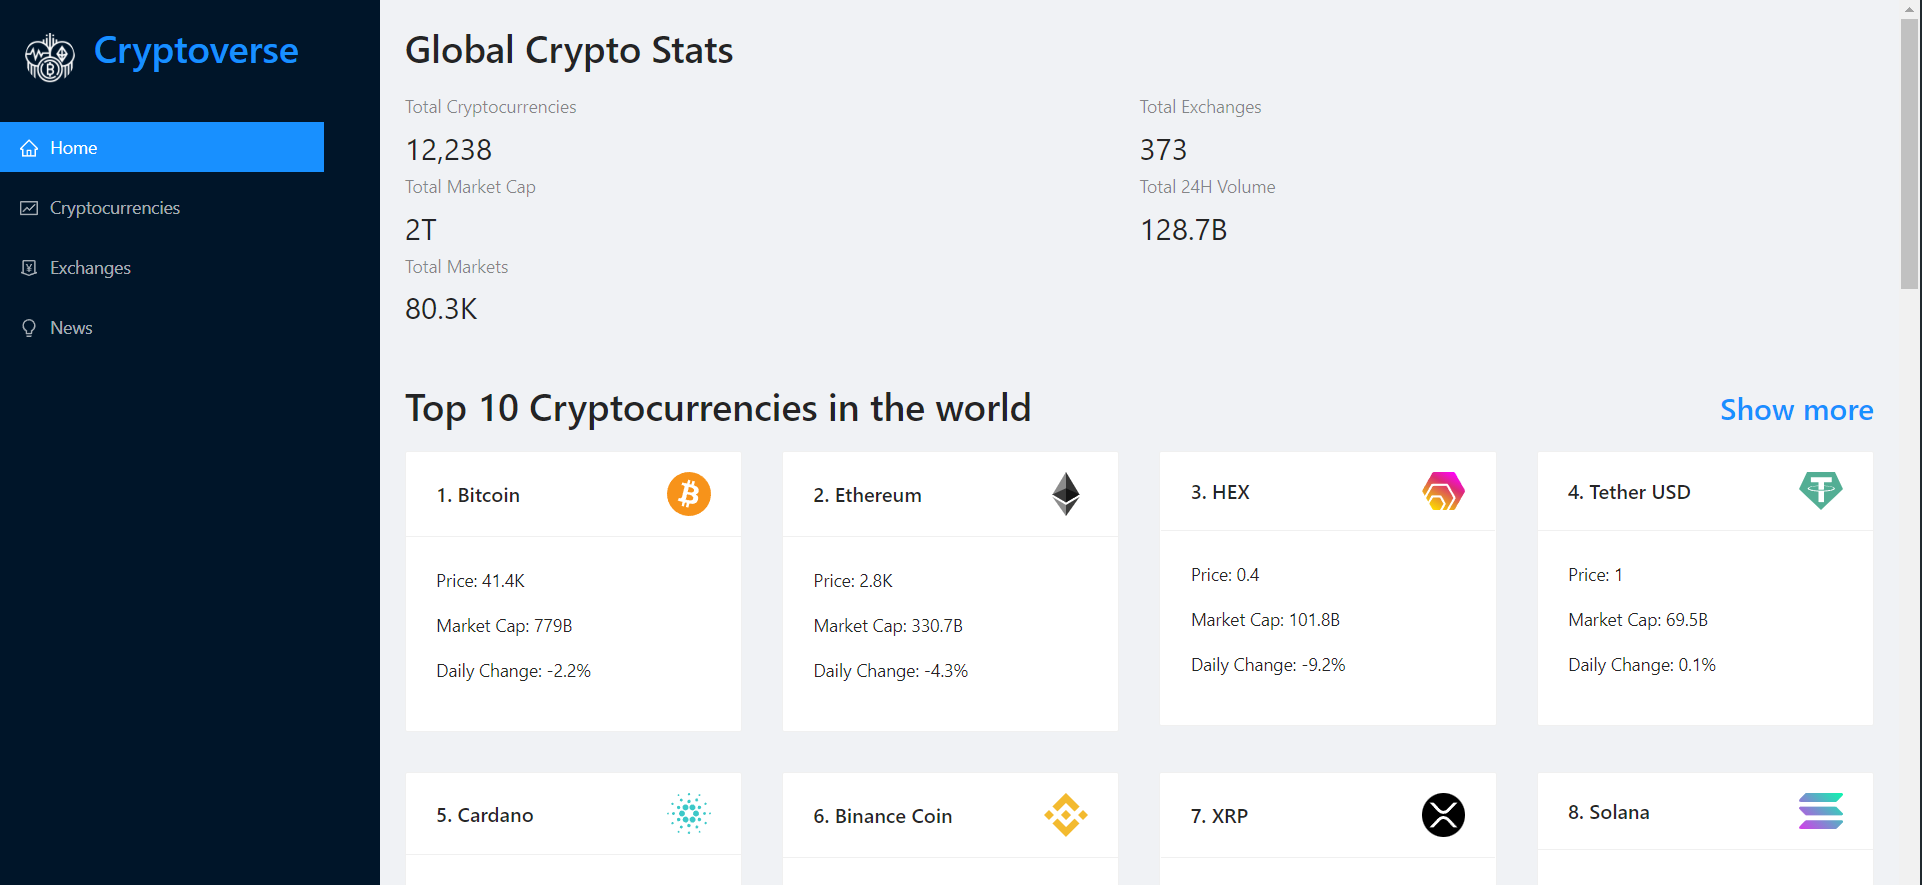 Cryptoverse
Home
Cryptocurrencies
Exchanges
News
Global Crypto Stats
Total Cryptocurrencies
12,238
Total Exchanges
373
Total Market Cap
2T
Total 24H Volume
128.7B
Total Markets
80.3K
Top 10 Cryptocurrencies in the world
Show more
1. Bitcoin
Price: 41.4K
Market Cap: 779B
Daily Change: -2.2%
2. Ethereum
Price: 2.8K
Market Cap: 330.7B
Daily Change: -4.3%
3. HEX
Price: 0.4
Market Cap: 101.8B
Daily Change: -9.2%
4. Tether USD
Price: 1
Market Cap: 69.5B
Daily Change: 0.1%
5. Cardano
6. Binance Coin
7. XRP
8. Solana